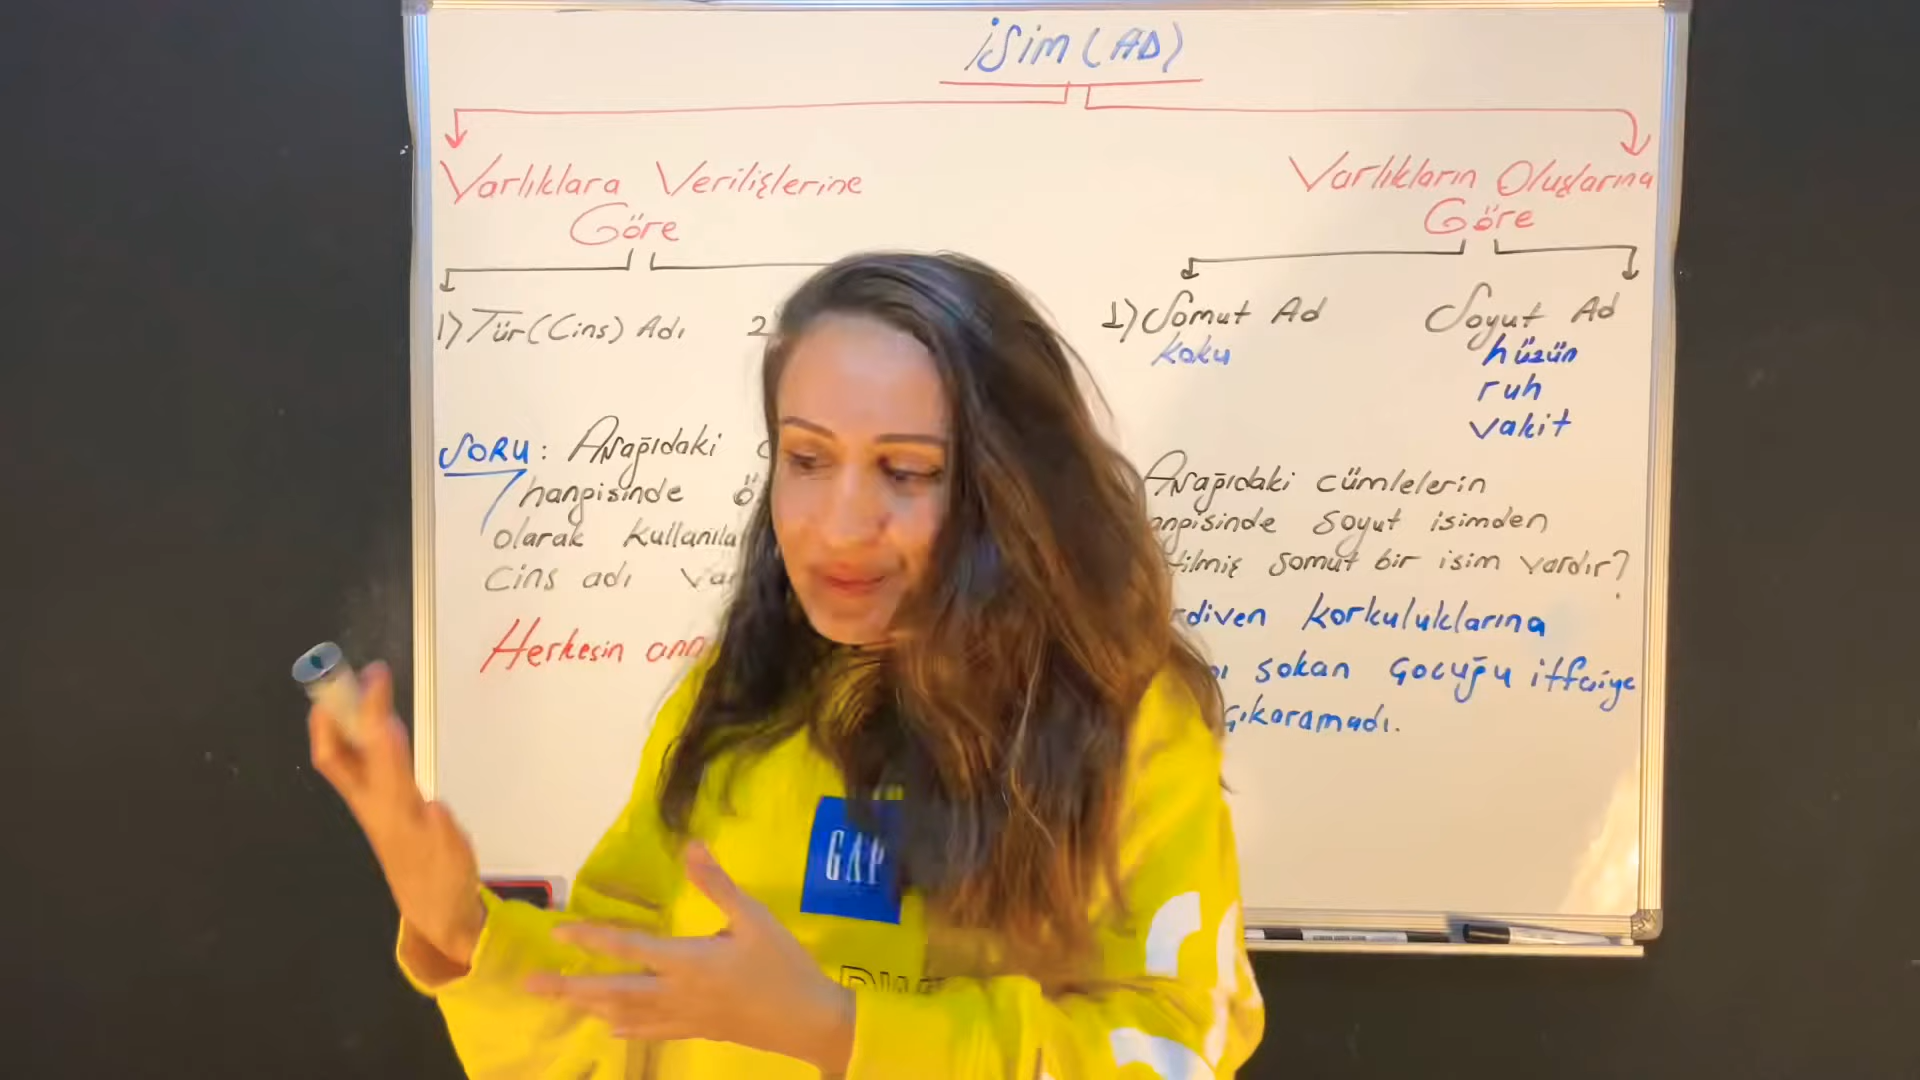 İSİM (AD)
Varlıklara Verilişlerine
Göre
1) Tür (Cins) Adı
2
SORU: Aşağıdaki
hangisinde ö
olarak kullanıla
cins adı va
Herkesin ann
Varlıkların Oluşlarına
Göre
1) Somut Ad
koku
Soyut Ad
hüzün
ruh
vakit
Aşağıdaki cümlelerin
angisinde soyut isimden
tilmiş somut bir isim vardır?
rdiven korkuluklarına
nı sokan çocuğu itfaiye
çıkaramadı.
GAP